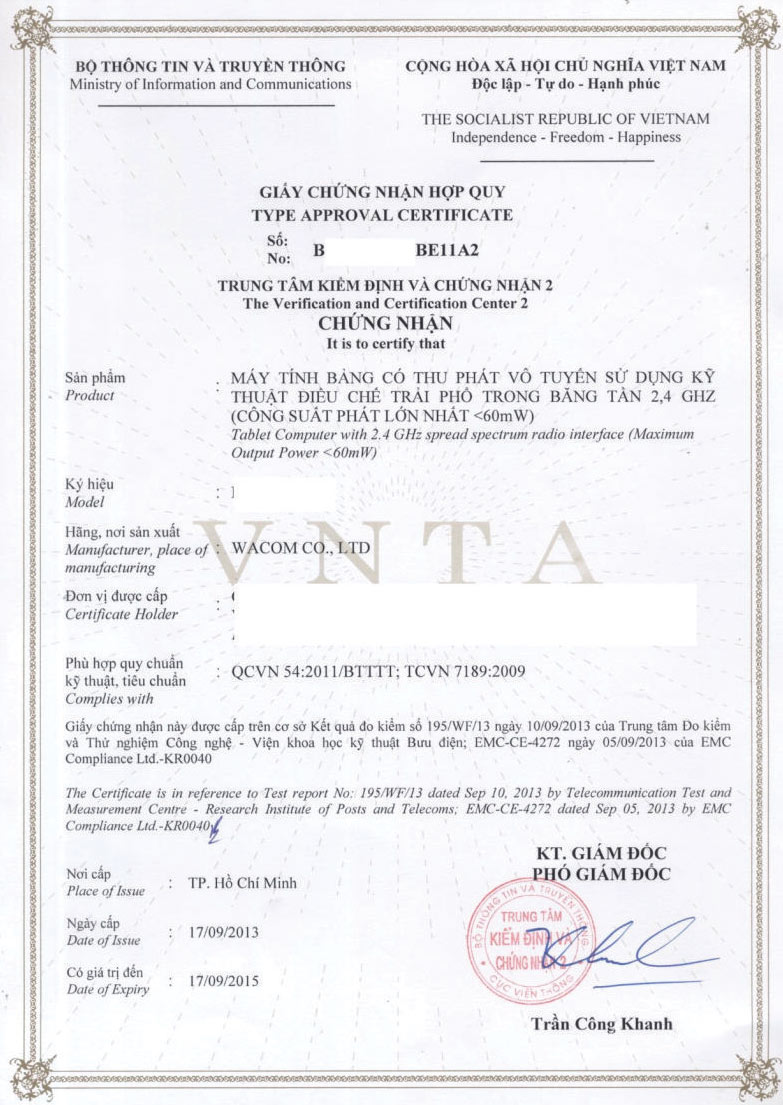 BỘ THÔNG TIN VÀ TRUYỀN THÔNG
Ministry of Information and Communications
CỘNG HÒA XÃ HỘI CHỦ NGHĨA VIỆT NAM
Độc lập - Tự do - Hạnh phúc
THE SOCIALIST REPUBLIC OF VIETNAM
Independence - Freedom - Happiness
GIẤY CHỨNG NHẬN HỢP QUY
TYPE APPROVAL CERTIFICATE
Số:
No:
B BE11A2
TRUNG TÂM KIỂM ĐỊNH VÀ CHỨNG NHẬN 2
The Verification and Certification Center 2
CHỨNG NHẬN
It is to certify that
Sản phẩm
Product
: MÁY TÍNH BẢNG CÓ THU PHÁT VÔ TUYẾN SỬ DỤNG KỸ
THUẬT ĐIỀU CHẾ TRẢI PHỔ TRONG BĂNG TẦN 2,4 GHZ
(CÔNG SUẤT PHÁT LỚN NHẤT <60mW)
Tablet Computer with 2.4 GHz spread spectrum radio interface (Maximum
Output Power <60mW)
Ký hiệu
Model
:
Hãng, nơi sản xuất
Manufacturer, place of
manufacturing
: WACOM CO., LTD
VNTA
Đơn vị được cấp
Certificate Holder
:
Phù hợp quy chuẩn
kỹ thuật, tiêu chuẩn
Complies with
: QCVN 54:2011/BTTTT; TCVN 7189:2009
Giấy chứng nhận này được cấp trên cơ sở Kết quả đo kiểm số 195/WF/13 ngày 10/09/2013 của Trung tâm Đo kiểm
và Thử nghiệm Công nghệ - Viện khoa học kỹ thuật Bưu điện; EMC-CE-4272 ngày 05/09/2013 của EMC
Compliance Ltd.-KR0040
The Certificate is in reference to Test report No: 195/WF/13 dated Sep 10, 2013 by Telecommunication Test and
Measurement Centre - Research Institute of Posts and Telecoms; EMC-CE-4272 dated Sep 05, 2013 by EMC
Compliance Ltd.-KR0040
Nơi cấp
Place of Issue
: TP. Hồ Chí Minh
Ngày cấp
Date of Issue
: 17/09/2013
Có giá trị đến
Date of Expiry
: 17/09/2015
KT. GIÁM ĐỐC
PHÓ GIÁM ĐỐC
BỘ THÔNG TIN VÀ TRUYỀN THÔNG
TRUNG TÂM
KIỂM ĐỊNH VÀ
CHỨNG NHẬN 2
CỤC VIỄN THÔNG
Trần Công Khanh